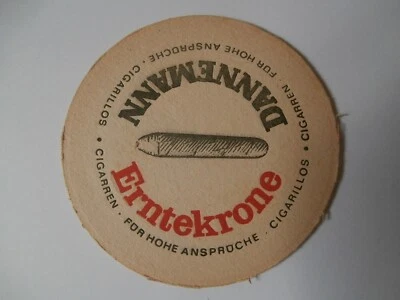 CIGARREN · FÜR HOHE ANSPRÜCHE · CIGARILLOS
DANNEMANN
Erntekrone
CIGARREN · FÜR HOHE ANSPRÜCHE · CIGARILLOS